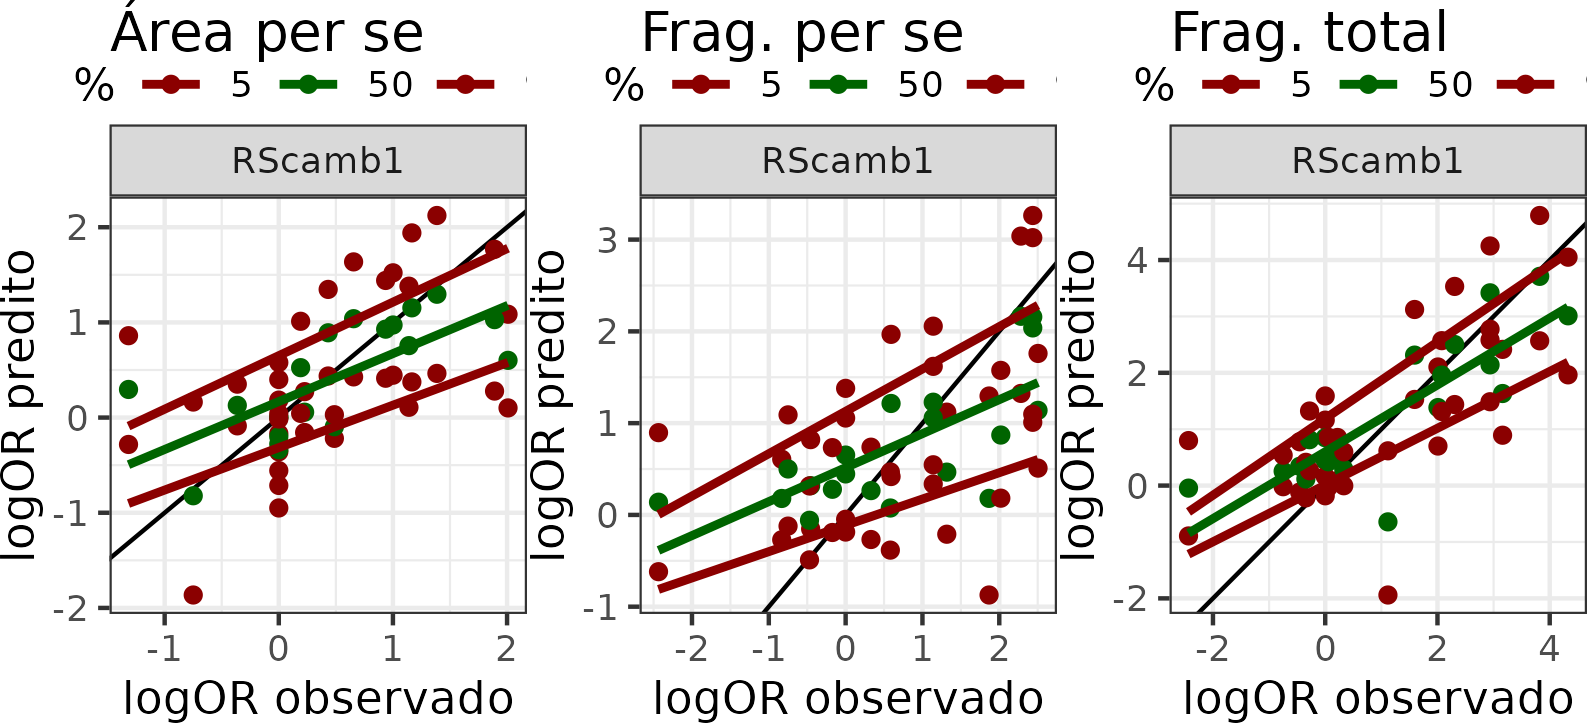 Área per se
% 5 50
RScamb1
2
1
0
-1
-2
-1 0 1 2
logOR predito
logOR observado
Frag. per se
% 5 50
RScamb1
3
2
1
0
-1
-2 -1 0 1 2
logOR predito
logOR observado
Frag. total
% 5 50
RScamb1
4
2
0
-2
-2 0 2 4
logOR predito
logOR observado